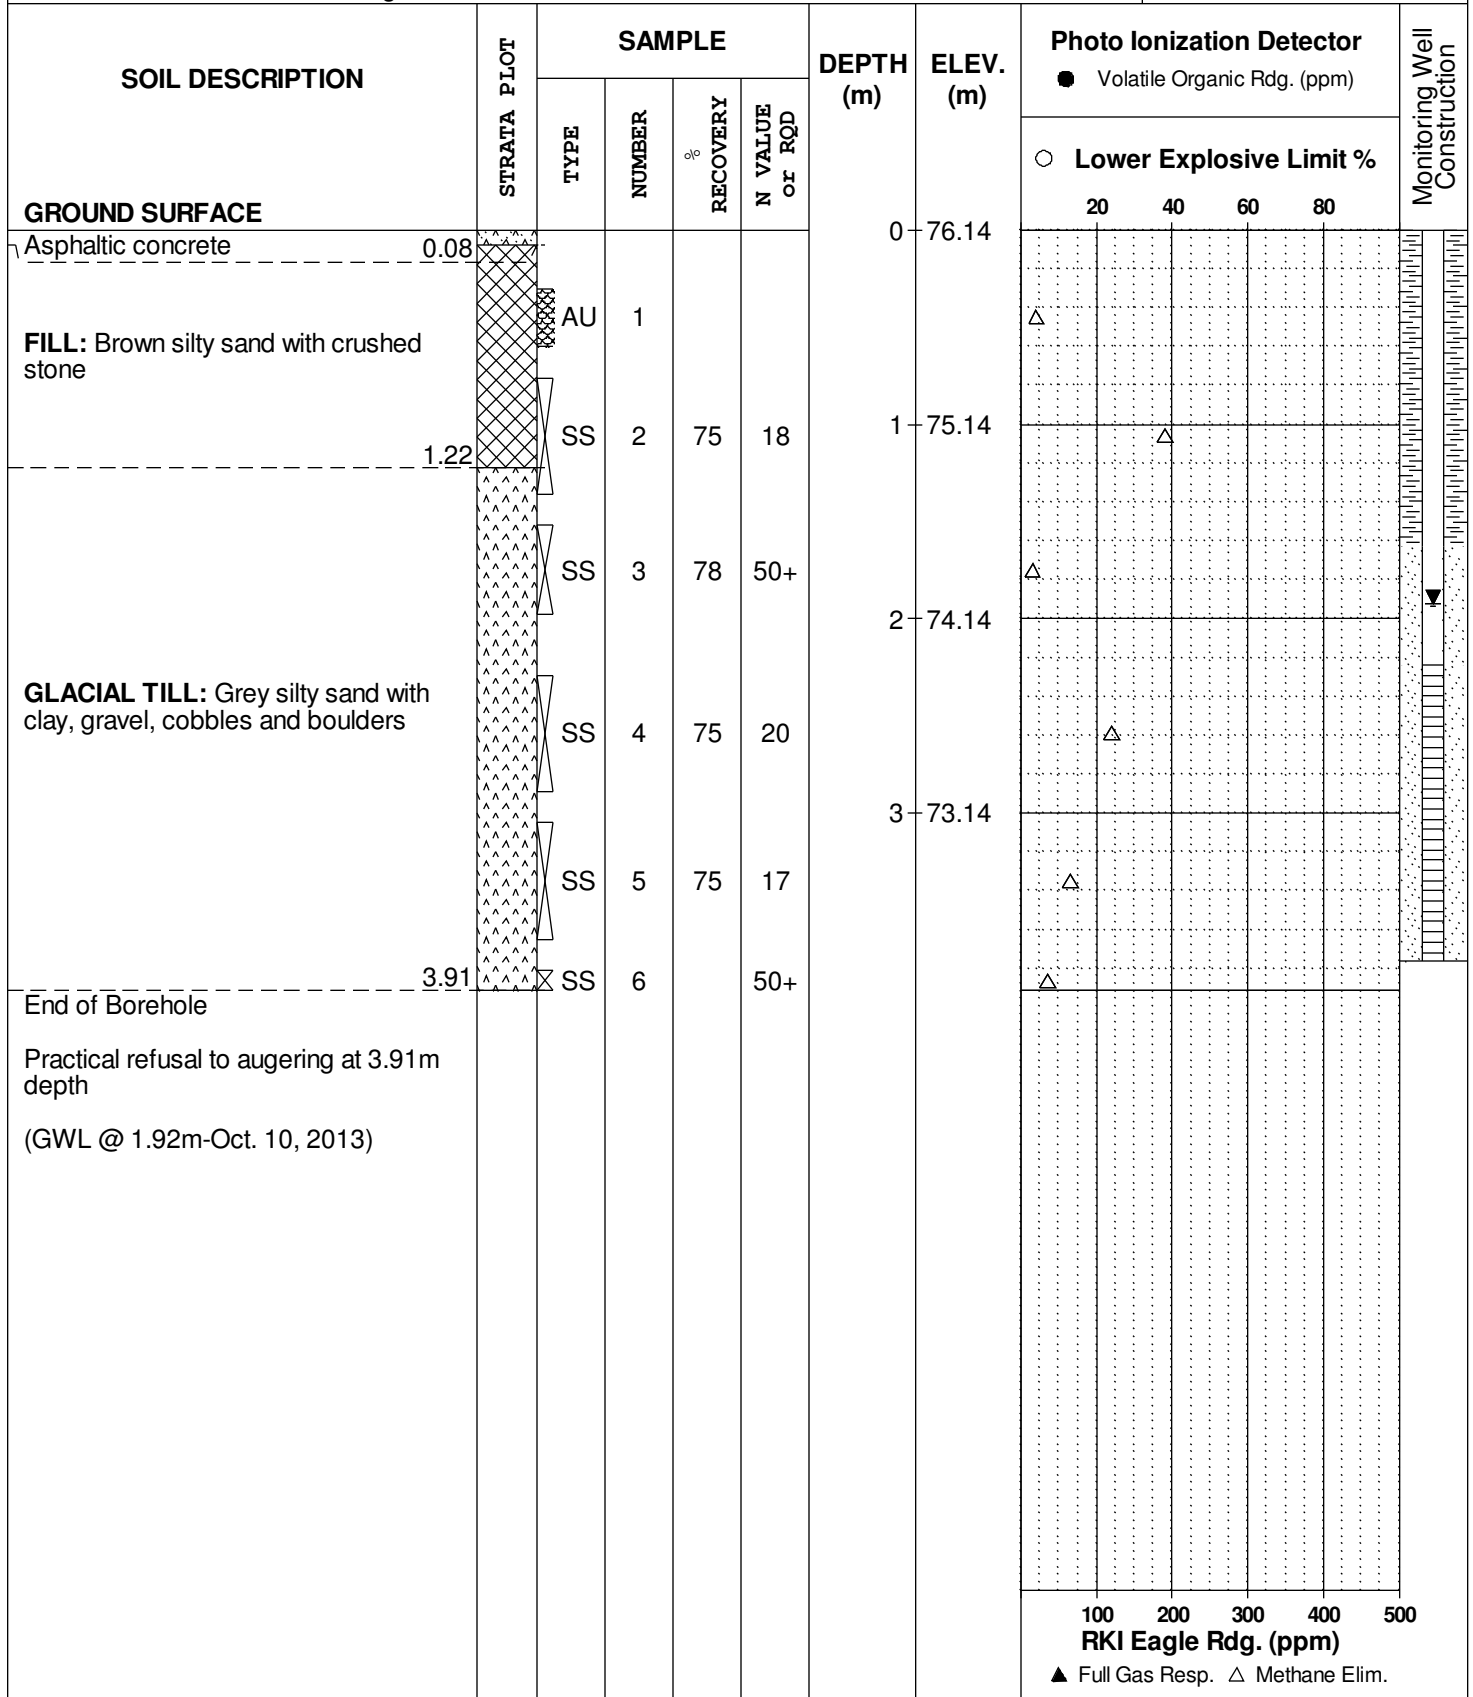 SOIL DESCRIPTION
GROUND SURFACE
STRATA PLOT
SAMPLE
TYPE
NUMBER
% RECOVERY
N VALUE or RQD
DEPTH (m)
ELEV. (m)
Photo Ionization Detector
● Volatile Organic Rdg. (ppm)
○ Lower Explosive Limit %
20 40 60 80
Monitoring Well Construction
0 76.14
Asphaltic concrete 0.08
AU 1
FILL: Brown silty sand with crushed
stone
1 75.14
SS 2 75 18
1.22
SS 3 78 50+
2 74.14
GLACIAL TILL: Grey silty sand with
clay, gravel, cobbles and boulders
SS 4 75 20
3 73.14
SS 5 75 17
3.91 SS 6 50+
End of Borehole
Practical refusal to augering at 3.91m
depth
(GWL @ 1.92m-Oct. 10, 2013)
100 200 300 400 500
RKI Eagle Rdg. (ppm)
▲ Full Gas Resp. △ Methane Elim.